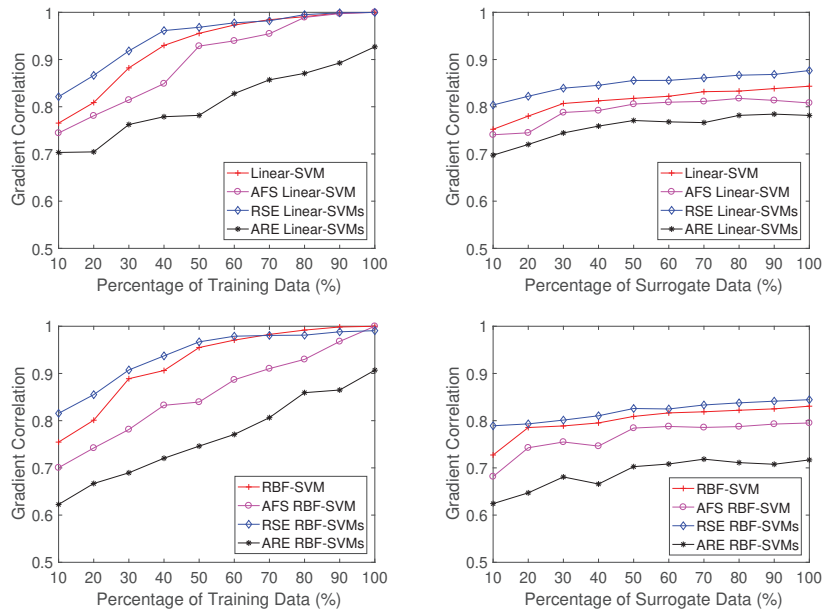 1
0.9
0.8
0.7
0.6
0.5
Gradient Correlation
Linear-SVM
AFS Linear-SVM
RSE Linear-SVMs
ARE Linear-SVMs
10 20 30 40 50 60 70 80 90 100
Percentage of Training Data (%)
1
0.9
0.8
0.7
0.6
0.5
Gradient Correlation
Linear-SVM
AFS Linear-SVM
RSE Linear-SVMs
ARE Linear-SVMs
10 20 30 40 50 60 70 80 90 100
Percentage of Surrogate Data (%)
1
0.9
0.8
0.7
0.6
0.5
Gradient Correlation
RBF-SVM
AFS RBF-SVM
RSE RBF-SVMs
ARE RBF-SVMs
10 20 30 40 50 60 70 80 90 100
Percentage of Training Data (%)
1
0.9
0.8
0.7
0.6
0.5
Gradient Correlation
RBF-SVM
AFS RBF-SVM
RSE RBF-SVMs
ARE RBF-SVMs
10 20 30 40 50 60 70 80 90 100
Percentage of Surrogate Data (%)